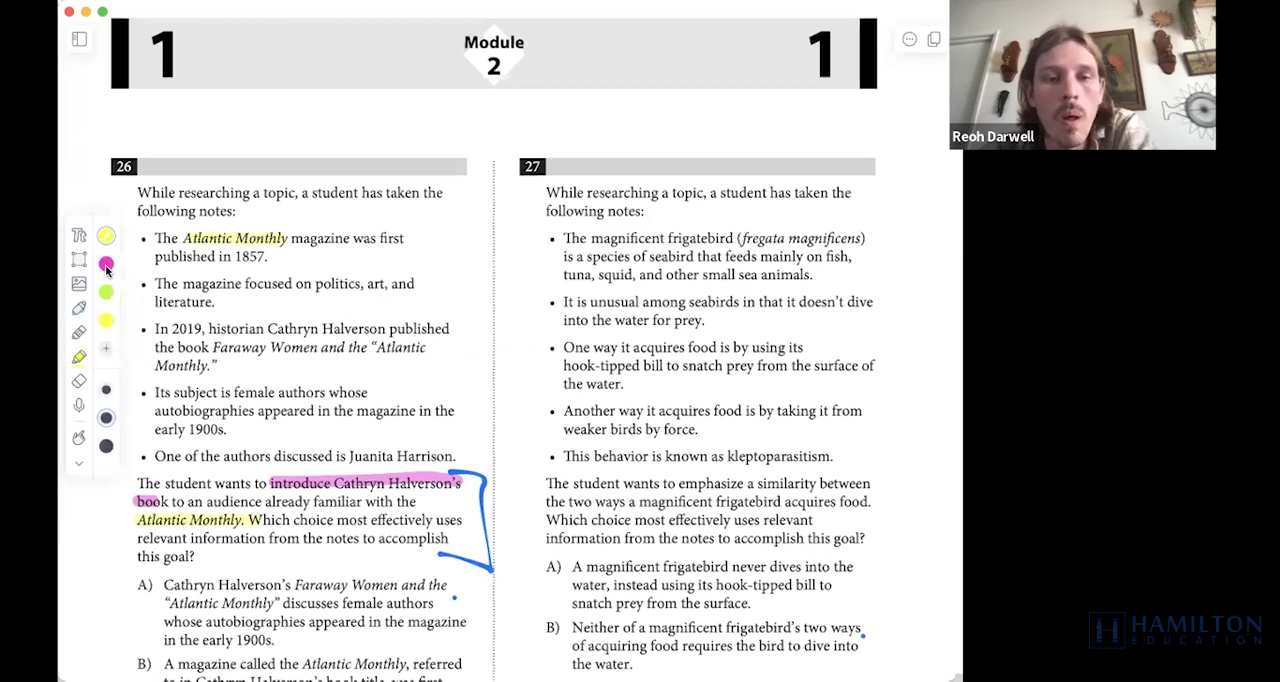 1
Module
2
1
Reoh Darwell
26
While researching a topic, a student has taken the
following notes:
• The Atlantic Monthly magazine was first
published in 1857.
• The magazine focused on politics, art, and
literature.
• In 2019, historian Cathryn Halverson published
the book Faraway Women and the “Atlantic
Monthly.”
• Its subject is female authors whose
autobiographies appeared in the magazine in the
early 1900s.
• One of the authors discussed is Juanita Harrison.
The student wants to introduce Cathryn Halverson’s
book to an audience already familiar with the
Atlantic Monthly. Which choice most effectively uses
relevant information from the notes to accomplish
this goal?
A) Cathryn Halverson’s Faraway Women and the
“Atlantic Monthly” discusses female authors
whose autobiographies appeared in the magazine
in the early 1900s.
B) A magazine called the Atlantic Monthly, referred
to in Cathryn Halverson’s book title, was first
27
While researching a topic, a student has taken the
following notes:
• The magnificent frigatebird (fregata magnificens)
is a species of seabird that feeds mainly on fish,
tuna, squid, and other small sea animals.
• It is unusual among seabirds in that it doesn’t dive
into the water for prey.
• One way it acquires food is by using its
hook-tipped bill to snatch prey from the surface of
the water.
• Another way it acquires food is by taking it from
weaker birds by force.
• This behavior is known as kleptoparasitism.
The student wants to emphasize a similarity between
the two ways a magnificent frigatebird acquires food.
Which choice most effectively uses relevant
information from the notes to accomplish this goal?
A) A magnificent frigatebird never dives into the
water, instead using its hook-tipped bill to
snatch prey from the surface.
B) Neither of a magnificent frigatebird’s two ways
of acquiring food requires the bird to dive into
the water.
Tt
HAMILTON
EDUCATION